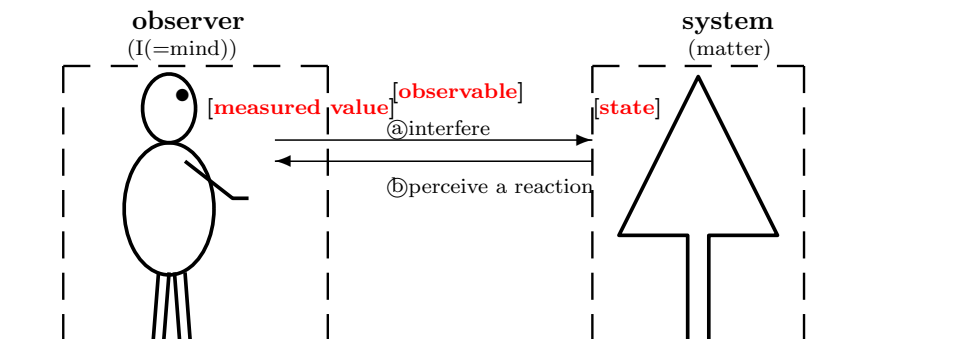 observer
(I(=mind))
system
(matter)
[observable]
[measured value]
[state]
ⓐinterfere
ⓑperceive a reaction